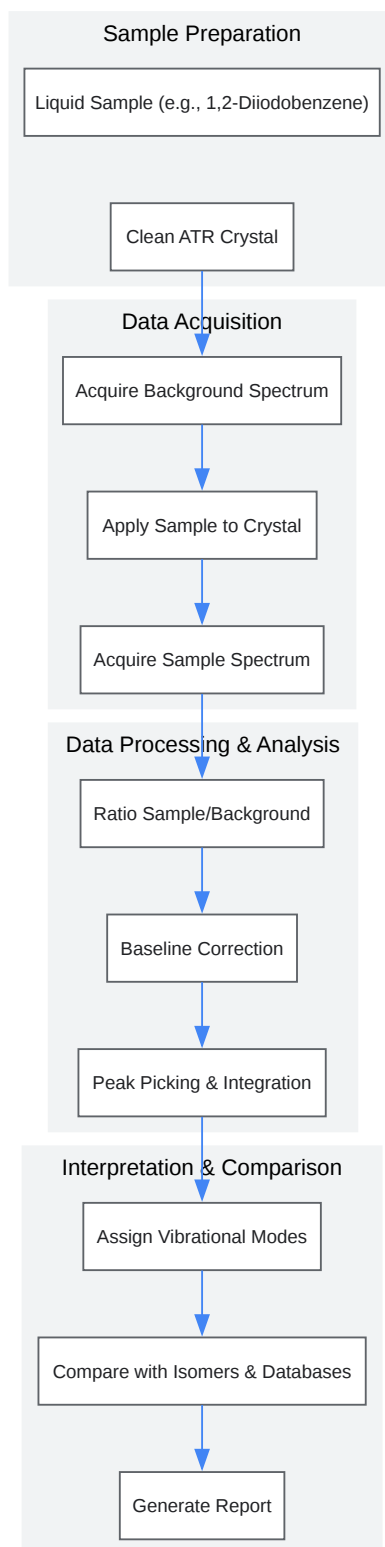 Sample Preparation
Liquid Sample (e.g., 1,2-Diiodobenzene)
Clean ATR Crystal
Data Acquisition
Acquire Background Spectrum
Apply Sample to Crystal
Acquire Sample Spectrum
Data Processing & Analysis
Ratio Sample/Background
Baseline Correction
Peak Picking & Integration
Interpretation & Comparison
Assign Vibrational Modes
Compare with Isomers & Databases
Generate Report